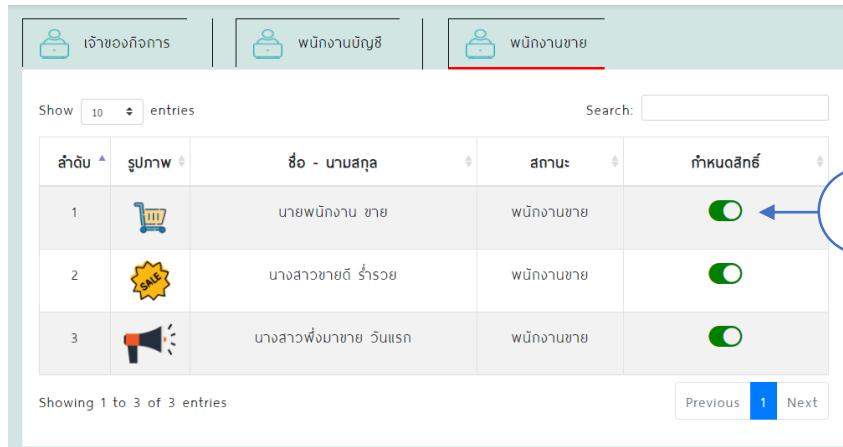 เจ้าของกิจการ พนักงานบัญชี พนักงานขาย
Show 10 entries Search:
ลำดับ รูปภาพ ชื่อ - นามสกุล สถานะ กำหนดสิทธิ์
1 นายพนักงาน ขาย พนักงานขาย
2 SALE นางสาวขายดี ร่ำรวย พนักงานขาย
3 นางสาวพึ่งมาขาย วันแรก พนักงานขาย
Showing 1 to 3 of 3 entries Previous 1 Next